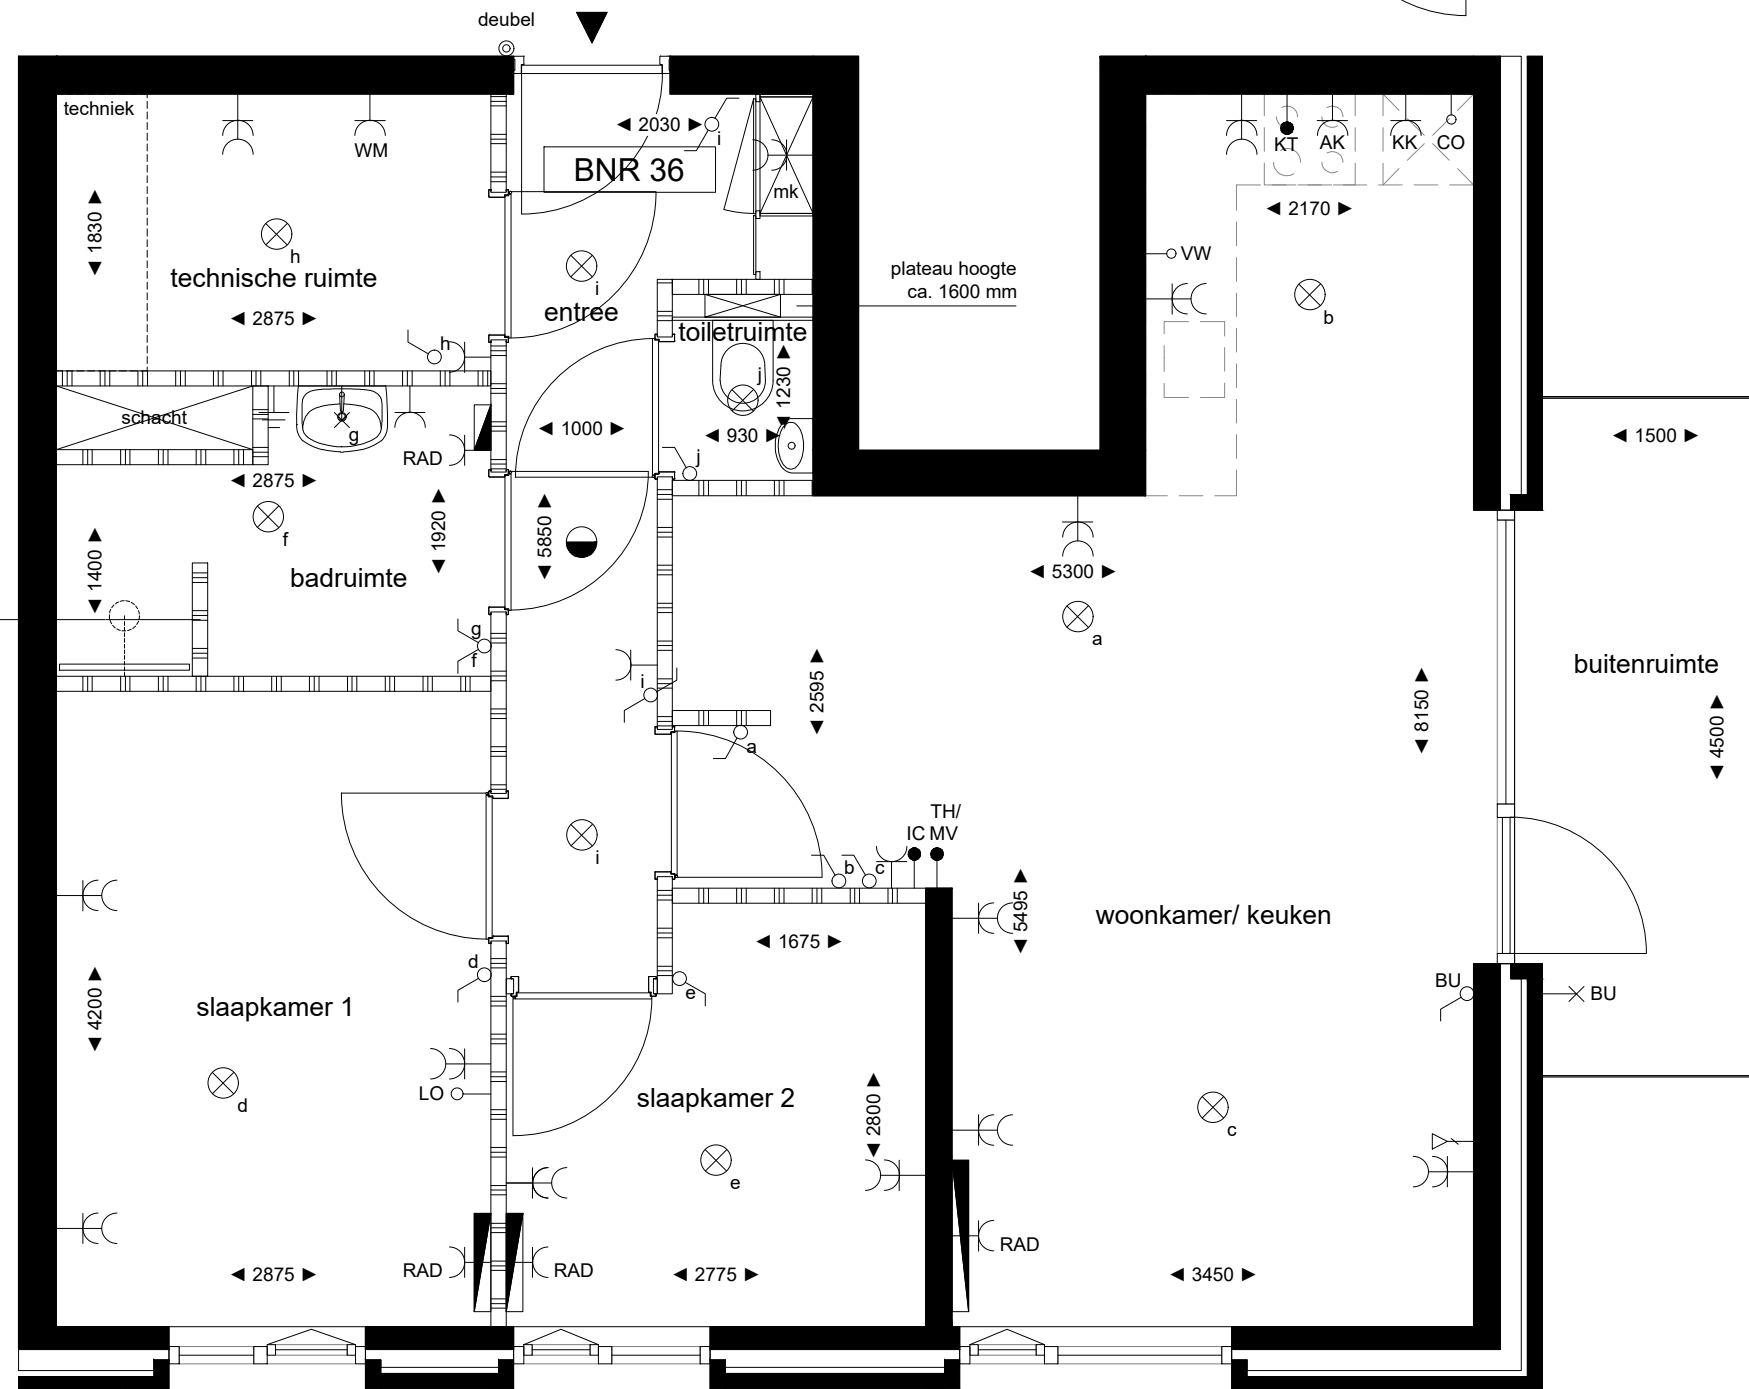 deubel
techniek
WM
2030
i
BNR 36
mk
KT
AK
KK
CO
2170
1830
h
technische ruimte
2875
i
entree
plateau hoogte
ca. 1600 mm
VW
b
toiletruimte
h
schacht
g
RAD
1000
j
1230
930
j
1500
2875
f
1920
5850
1400
badruimte
5300
a
g
f
i
2595
a
8150
buitenruimte
4500
TH/
IC
MV
b
c
i
1675
5495
woonkamer/ keuken
d
e
BU
BU
4200
slaapkamer 1
LO
d
slaapkamer 2
2800
e
c
RAD
RAD
RAD
2875
2775
3450